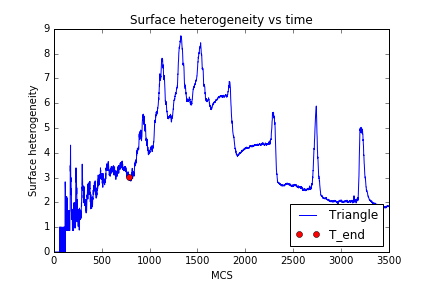 Surface heterogeneity vs time
9
8
7
6
5
4
3
2
1
0
Surface heterogeneity
Triangle
T_end
0 500 1000 1500 2000 2500 3000 3500
MCS